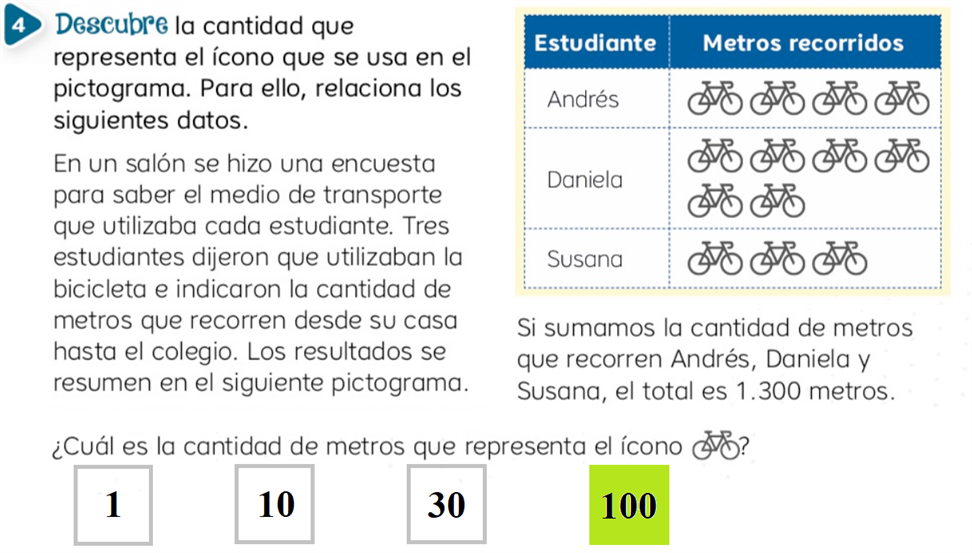 4 Descubre la cantidad que
representa el ícono que se usa en el
pictograma. Para ello, relaciona los
siguientes datos.
En un salón se hizo una encuesta
para saber el medio de transporte
que utilizaba cada estudiante. Tres
estudiantes dijeron que utilizaban la
bicicleta e indicaron la cantidad de
metros que recorren desde su casa
hasta el colegio. Los resultados se
resumen en el siguiente pictograma.
Estudiante Metros recorridos
Andrés
Daniela
Susana
Si sumamos la cantidad de metros
que recorren Andrés, Daniela y
Susana, el total es 1.300 metros.
¿Cuál es la cantidad de metros que representa el ícono ?
1 10 30 100